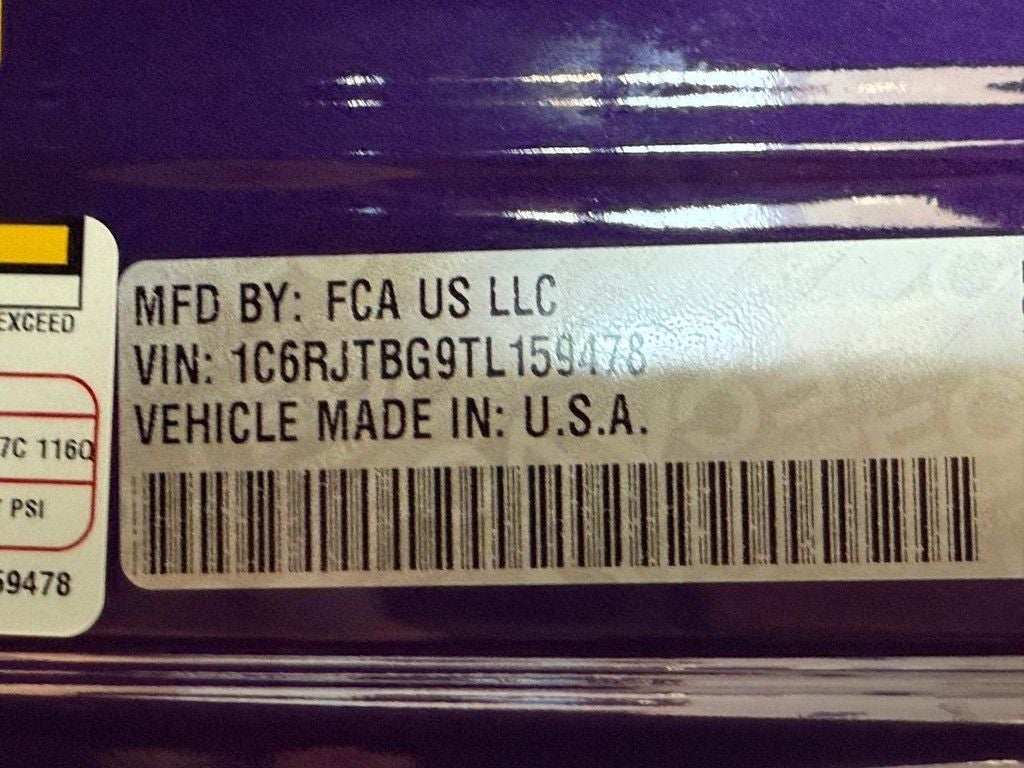 EXCEED
MFD BY: FCA US LLC
VIN: 1C6RJTBG9TL159478
VEHICLE MADE IN: U.S.A.
7C 116Q
PSI
59478